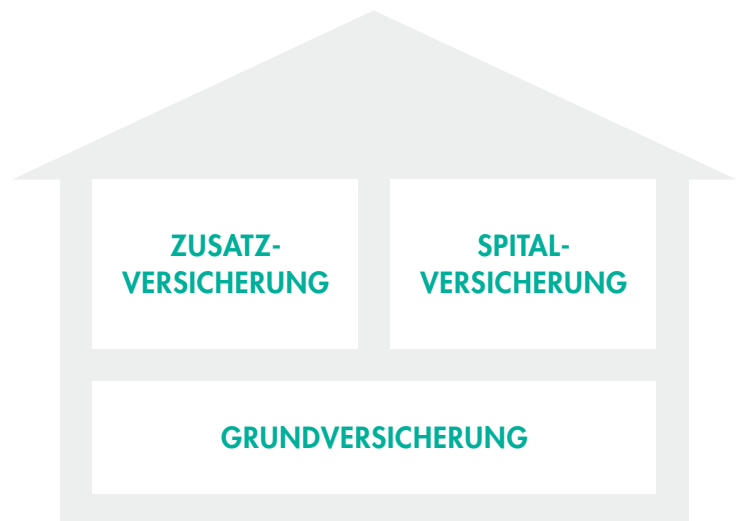 ZUSATZ-
VERSICHERUNG
SPITAL-
VERSICHERUNG
GRUNDVERSICHERUNG